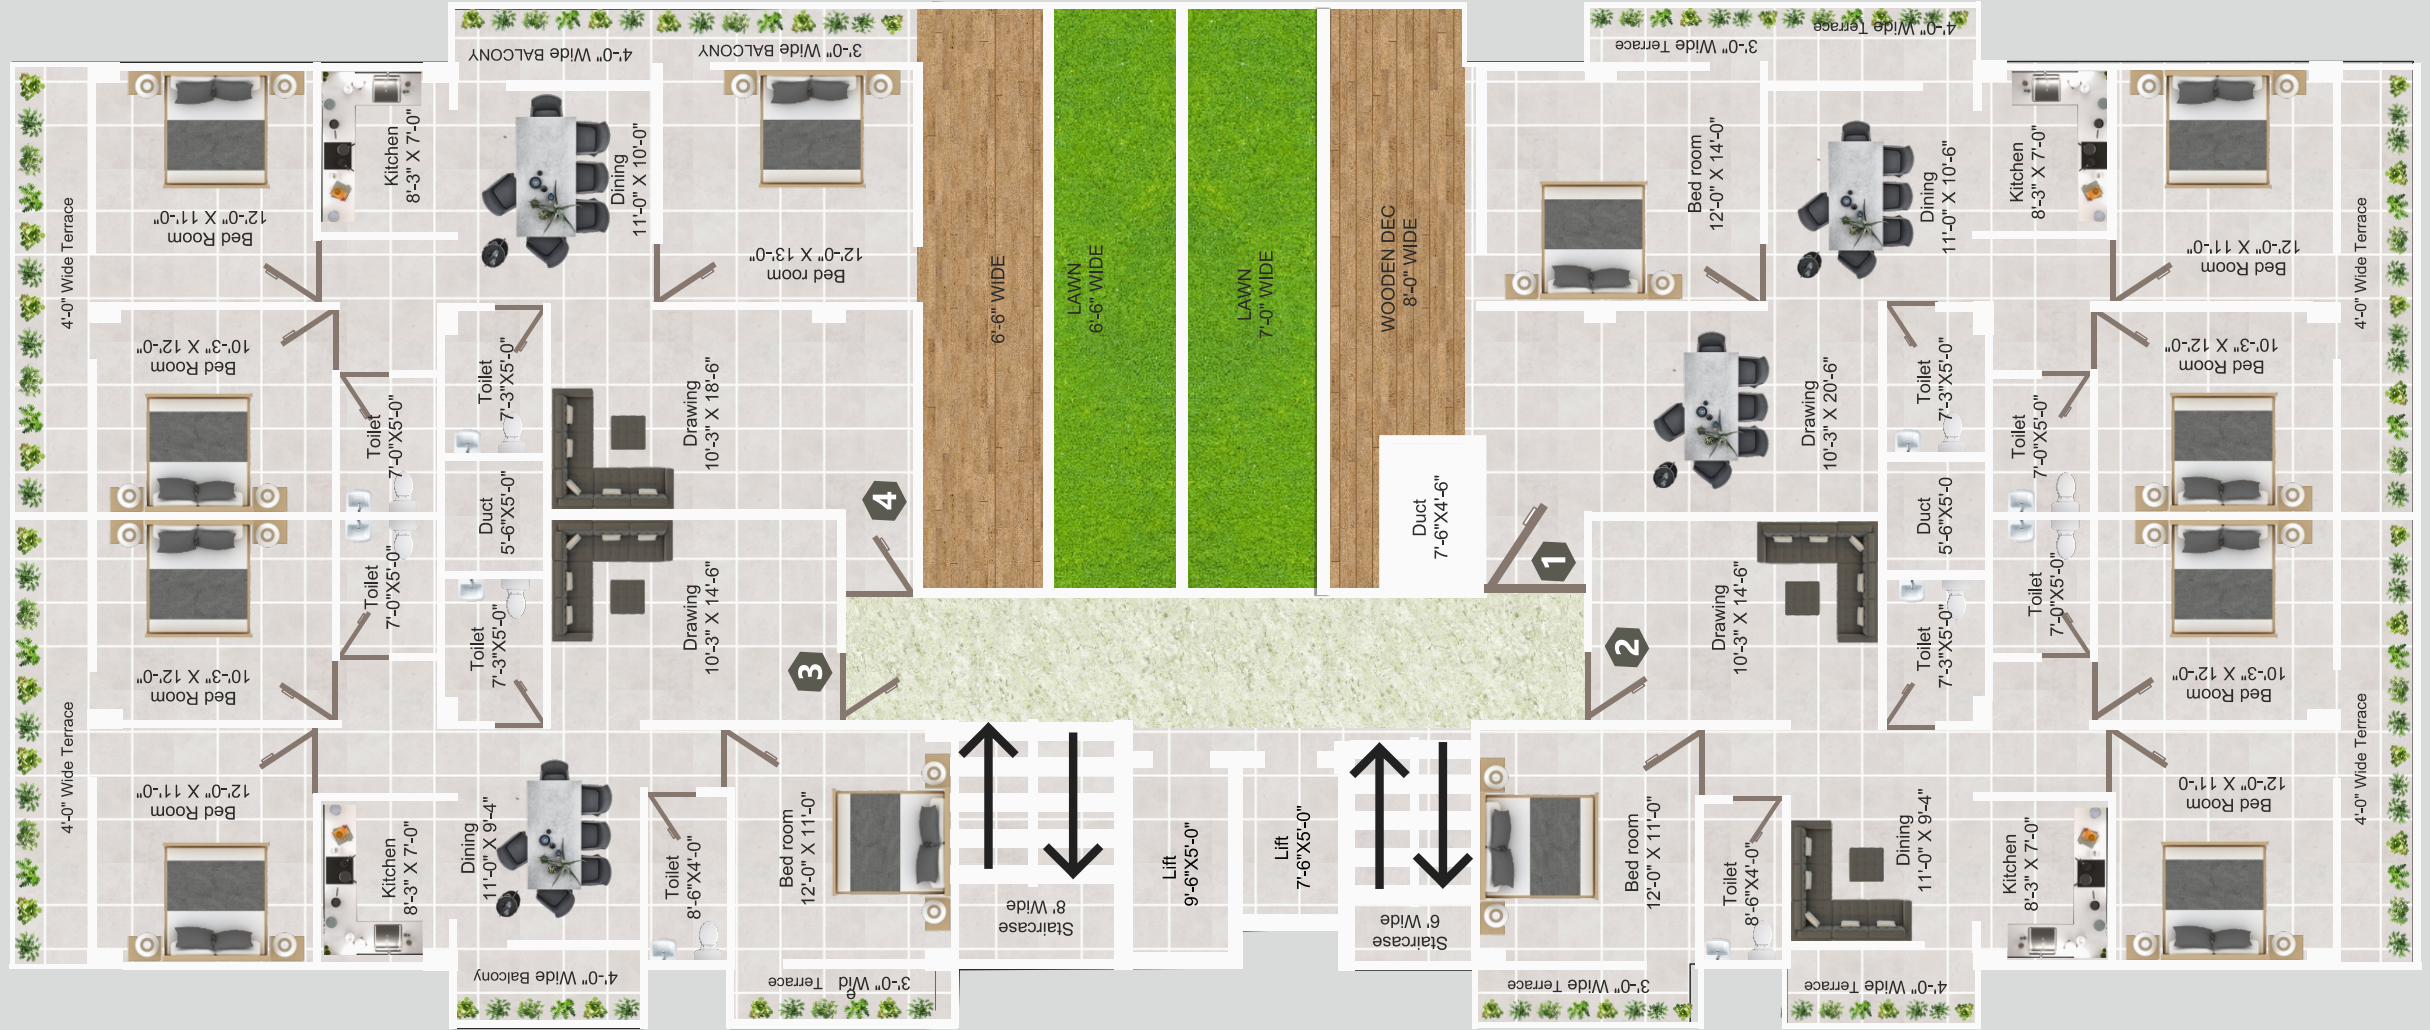 4'-0" Wide BALCONY
3'-0" Wide BALCONY
3'-0" Wide Terrace
4'-0" Wide Terrace
4'-0" Wide Terrace
Bed Room
12'-0" X 11'-0"
Kitchen
8'-3" X 7'-0"
Dining
11'-0" X 10'-0"
Bed room
12'-0" X 13'-0
6'-6" WIDE
LAWN
6'-6" WIDE
LAWN
7'-0" WIDE
WOODEN DEC
8'-0" WIDE
Bed room
12'-0" X 14'-0"
Dining
11'-0" X 10'-6"
Kitchen
8'-3" X 7'-0"
Bed Room
12'-0" X 11'-0"
4'-0" Wide Terrace
Bed Room
10'-3" X 12'-0"
Toilet
7'-0"X5'-0"
Toilet
7'-3"X5'-0"
Drawing
10'-3" X 18'-6"
4
Duct
5'-6"X5'-0"
Duct
7'-6"X4'-6"
1
Drawing
10'-3" X 20'-6"
Toilet
7'-3"X5'-0"
Duct
5'-6"X5'-0
Toilet
7'-0"X5'-0"
Bed Room
10'-3" X 12'-0"
4'-0" Wide Terrace
Bed Room
10'-3" X 12'-0"
Toilet
7'-0"X5'-0"
Toilet
7'-3"X5'-0"
Drawing
10'-3" X 14'-6"
3
2
Drawing
10'-3" X 14'-6"
Toilet
7'-3"X5'-0"
Toilet
7'-0"X5'-0"
Bed Room
10'-3" X 12'-0"
4'-0" Wide Terrace
Bed Room
12'-0" X 11'-0"
Kitchen
8'-3" X 7'-0"
Dining
11'-0" X 9'-4"
Toilet
8'-6"X4'-0"
Bed room
12'-0" X 11'-0"
Staircase
8' Wide
Lift
9'-6"X5'-0"
Lift
7'-6"X5'-0"
Staircase
6' Wide
Bed room
12'-0" X 11'-0"
Toilet
8'-6"X4'-0"
Dining
11'-0" X 9'-4"
Kitchen
8'-3" X 7'-0"
Bed Room
12'-0" X 11'-0
4'-0" Wide Balcony
3'-0" Wid
e
Terrace
3'-0" Wide Terrace
4'-0" Wide Terrace